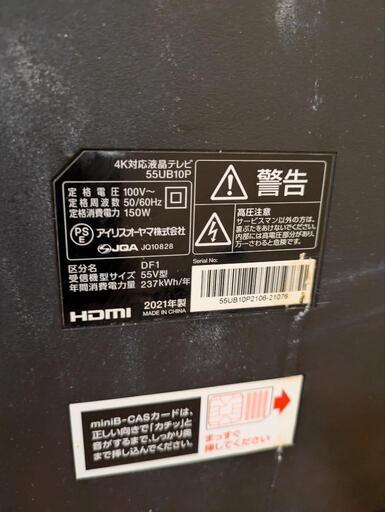 4K対応液晶テレビ
55UB10P
定格電圧 100V～
定格周波数 50/60Hz
定格消費電力 150W
PSE
アイリスオーヤマ株式会社
JQA JQ10828
区分名 DF1
受信機型サイズ 55V型
年間消費電力量 237kWh/年
HDMI
2021年製
MADE IN CHINA
警告
高圧注意
サービスマン以外の方は、
裏ぶたをあけないでください。
内部には高電圧部分が有り、
万一さわると危険です。
Serial No:
55UB10P2106-21076
miniB-CASカードは、
正しい向きで「カチッ」と
音がするまで、しっかり奥
まで押し込んでください。
まっすぐ
押してください